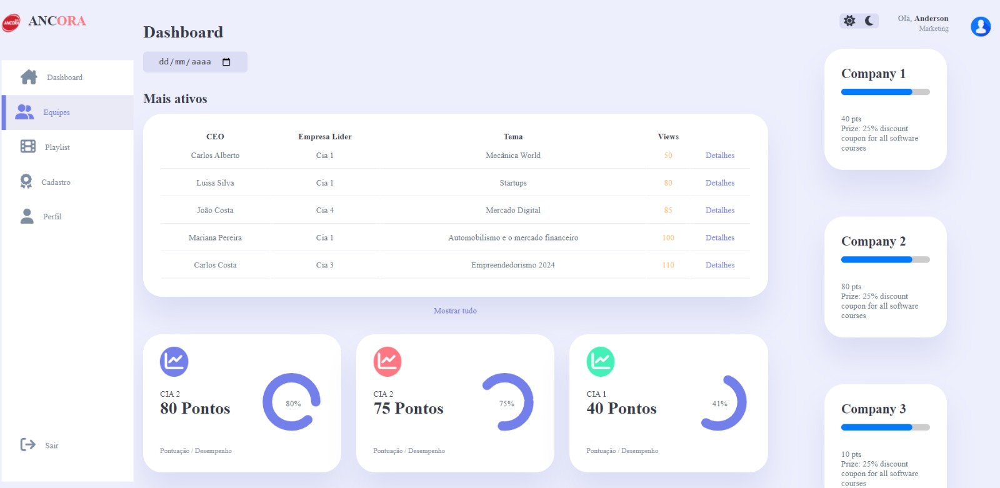 ANCORA
ANCORA
Dashboard
Equipes
Playlist
Cadastro
Perfil
Sair
Dashboard
dd/mm/aaaa
Mais ativos
CEO Empresa Líder Tema Views
Carlos Alberto Cia 1 Mecânica World 50 Detalhes
Luisa Silva Cia 1 Startups 80 Detalhes
João Costa Cia 4 Mercado Digital 85 Detalhes
Mariana Pereira Cia 1 Automobilismo e o mercado financeiro 100 Detalhes
Carlos Costa Cia 3 Empreendedorismo 2024 110 Detalhes
Mostrar tudo
CIA 2
80 Pontos
80%
Pontuação / Desempenho
CIA 2
75 Pontos
75%
Pontuação / Desempenho
CIA 1
40 Pontos
41%
Pontuação / Desempenho
Olá, Anderson
Marketing
Company 1
40 pts
Prize: 25% discount
coupon for all software
courses
Company 2
80 pts
Prize: 25% discount
coupon for all software
courses
Company 3
10 pts
Prize: 25% discount
coupon for all software
courses